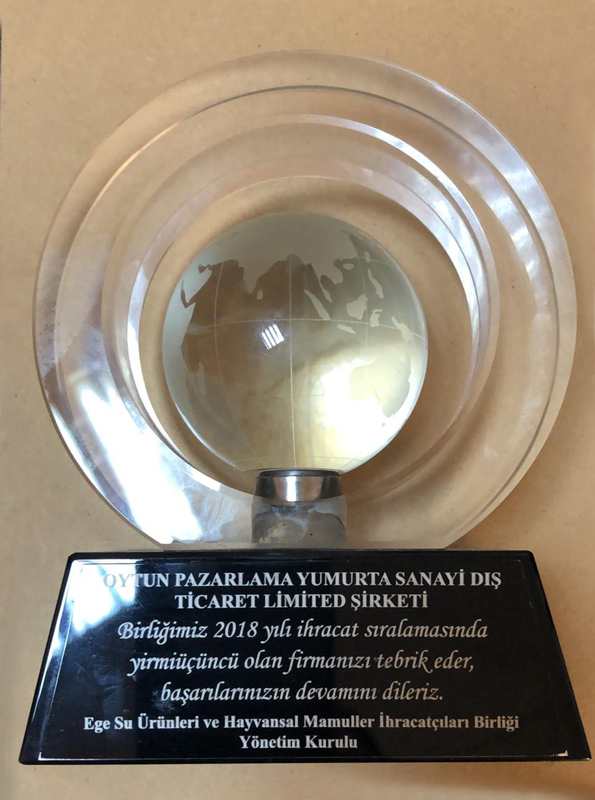 OYTUN PAZARLAMA YUMURTA SANAYİ DIŞ
TİCARET LİMİTED ŞİRKETİ
Birliğimiz 2018 yılı ihracat sıralamasında
yirmiüçüncü olan firmanızı tebrik eder,
başarılarınızın devamını dileriz.
Ege Su Ürünleri ve Hayvansal Mamuller İhracatçıları Birliği
Yönetim Kurulu